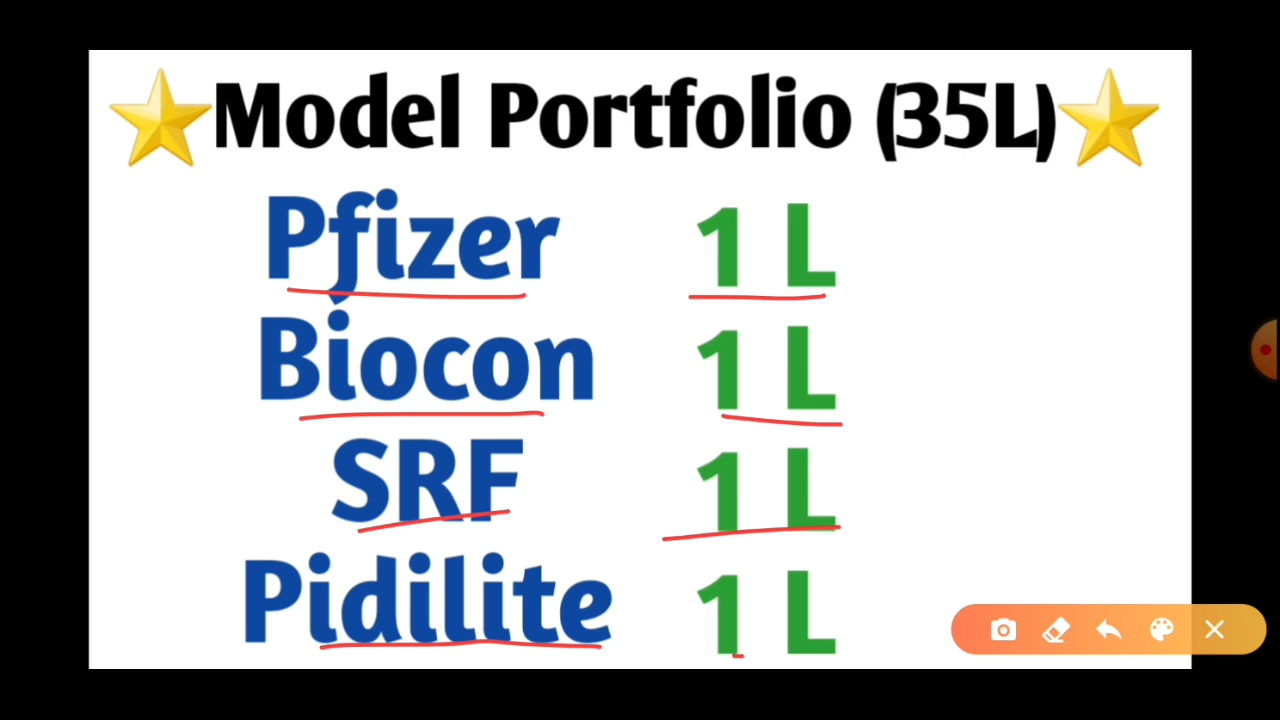 Model Portfolio (35L)
Pfizer 1 L
Biocon 1 L
SRF 1 L
Pidilite 1 L